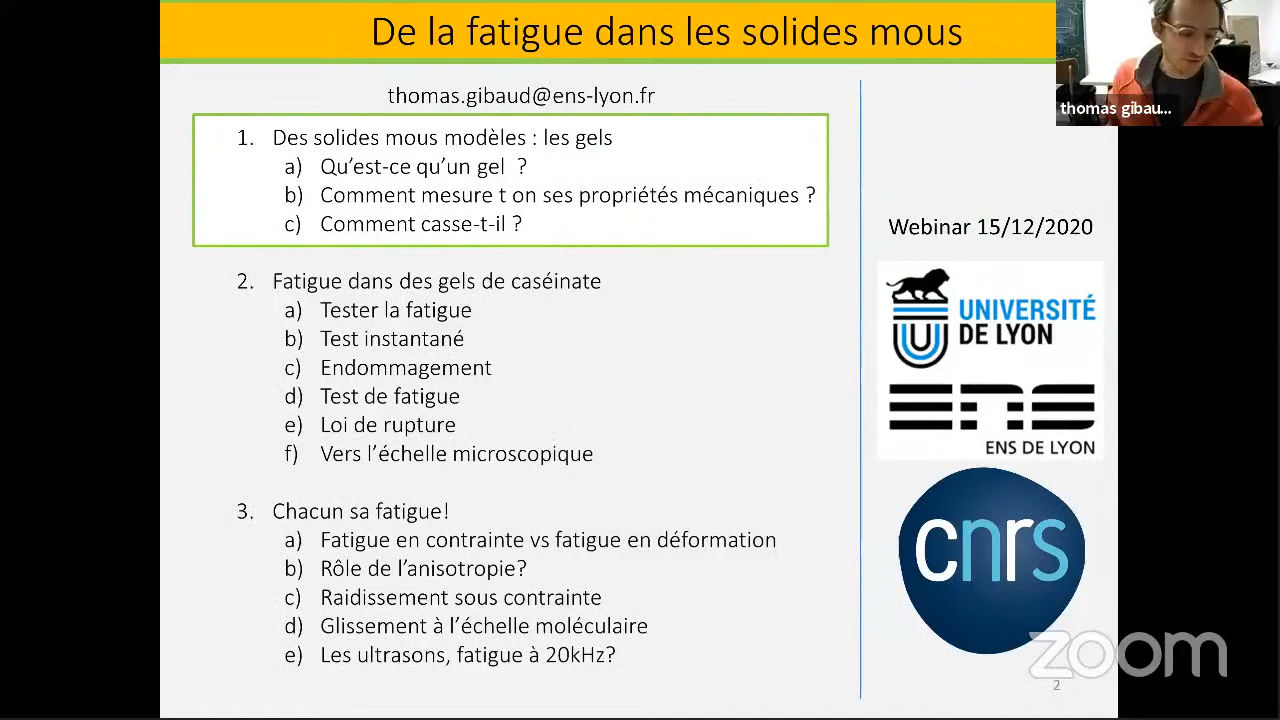 De la fatigue dans les solides mous
thomas gibau...
thomas.gibaud@ens-lyon.fr
1. Des solides mous modèles : les gels
a) Qu'est-ce qu'un gel ?
b) Comment mesure t on ses propriétés mécaniques ?
c) Comment casse-t-il ?
2. Fatigue dans des gels de caséinate
a) Tester la fatigue
b) Test instantané
c) Endommagement
d) Test de fatigue
e) Loi de rupture
f) Vers l'échelle microscopique
3. Chacun sa fatigue!
a) Fatigue en contrainte vs fatigue en déformation
b) Rôle de l'anisotropie?
c) Raidissement sous contrainte
d) Glissement à l'échelle moléculaire
e) Les ultrasons, fatigue à 20kHz?
Webinar 15/12/2020
UNIVERSITÉ
DE LYON
ENS
ENS DE LYON
cnrs
zoom
2